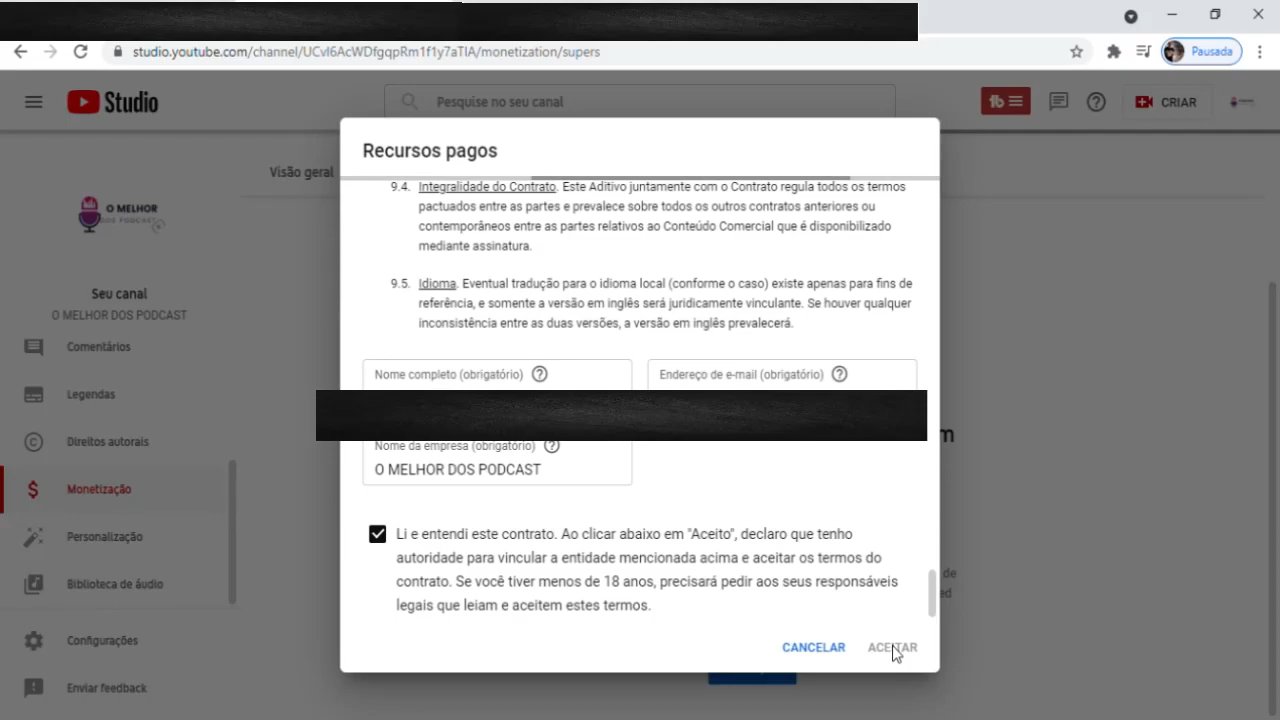 studio.youtube.com/channel/UCvI6AcWDfgqpRm1f1y7aTIA/monetization/supers
Pausada
Studio
Pesquise no seu canal
CRIAR
Recursos pagos
Visão geral
O MELHOR
DOS PODCAST
Seu canal
O MELHOR DOS PODCAST
Comentários
Legendas
Direitos autorais
Monetização
Personalização
Biblioteca de áudio
Configurações
Enviar feedback
9.4. Integralidade do Contrato. Este Aditivo juntamente com o Contrato regula todos os termos
pactuados entre as partes e prevalece sobre todos os outros contratos anteriores ou
contemporâneos entre as partes relativos ao Conteúdo Comercial que é disponibilizado
mediante assinatura.
9.5. Idioma. Eventual tradução para o idioma local (conforme o caso) existe apenas para fins de
referência, e somente a versão em inglês será juridicamente vinculante. Se houver qualquer
inconsistência entre as duas versões, a versão em inglês prevalecerá.
Nome completo (obrigatório)
Endereço de e-mail (obrigatório)
Nome da empresa (obrigatório)
O MELHOR DOS PODCAST
Li e entendi este contrato. Ao clicar abaixo em "Aceito", declaro que tenho
autoridade para vincular a entidade mencionada acima e aceitar os termos do
contrato. Se você tiver menos de 18 anos, precisará pedir aos seus responsáveis
legais que leiam e aceitem estes termos.
CANCELAR
ACEITAR